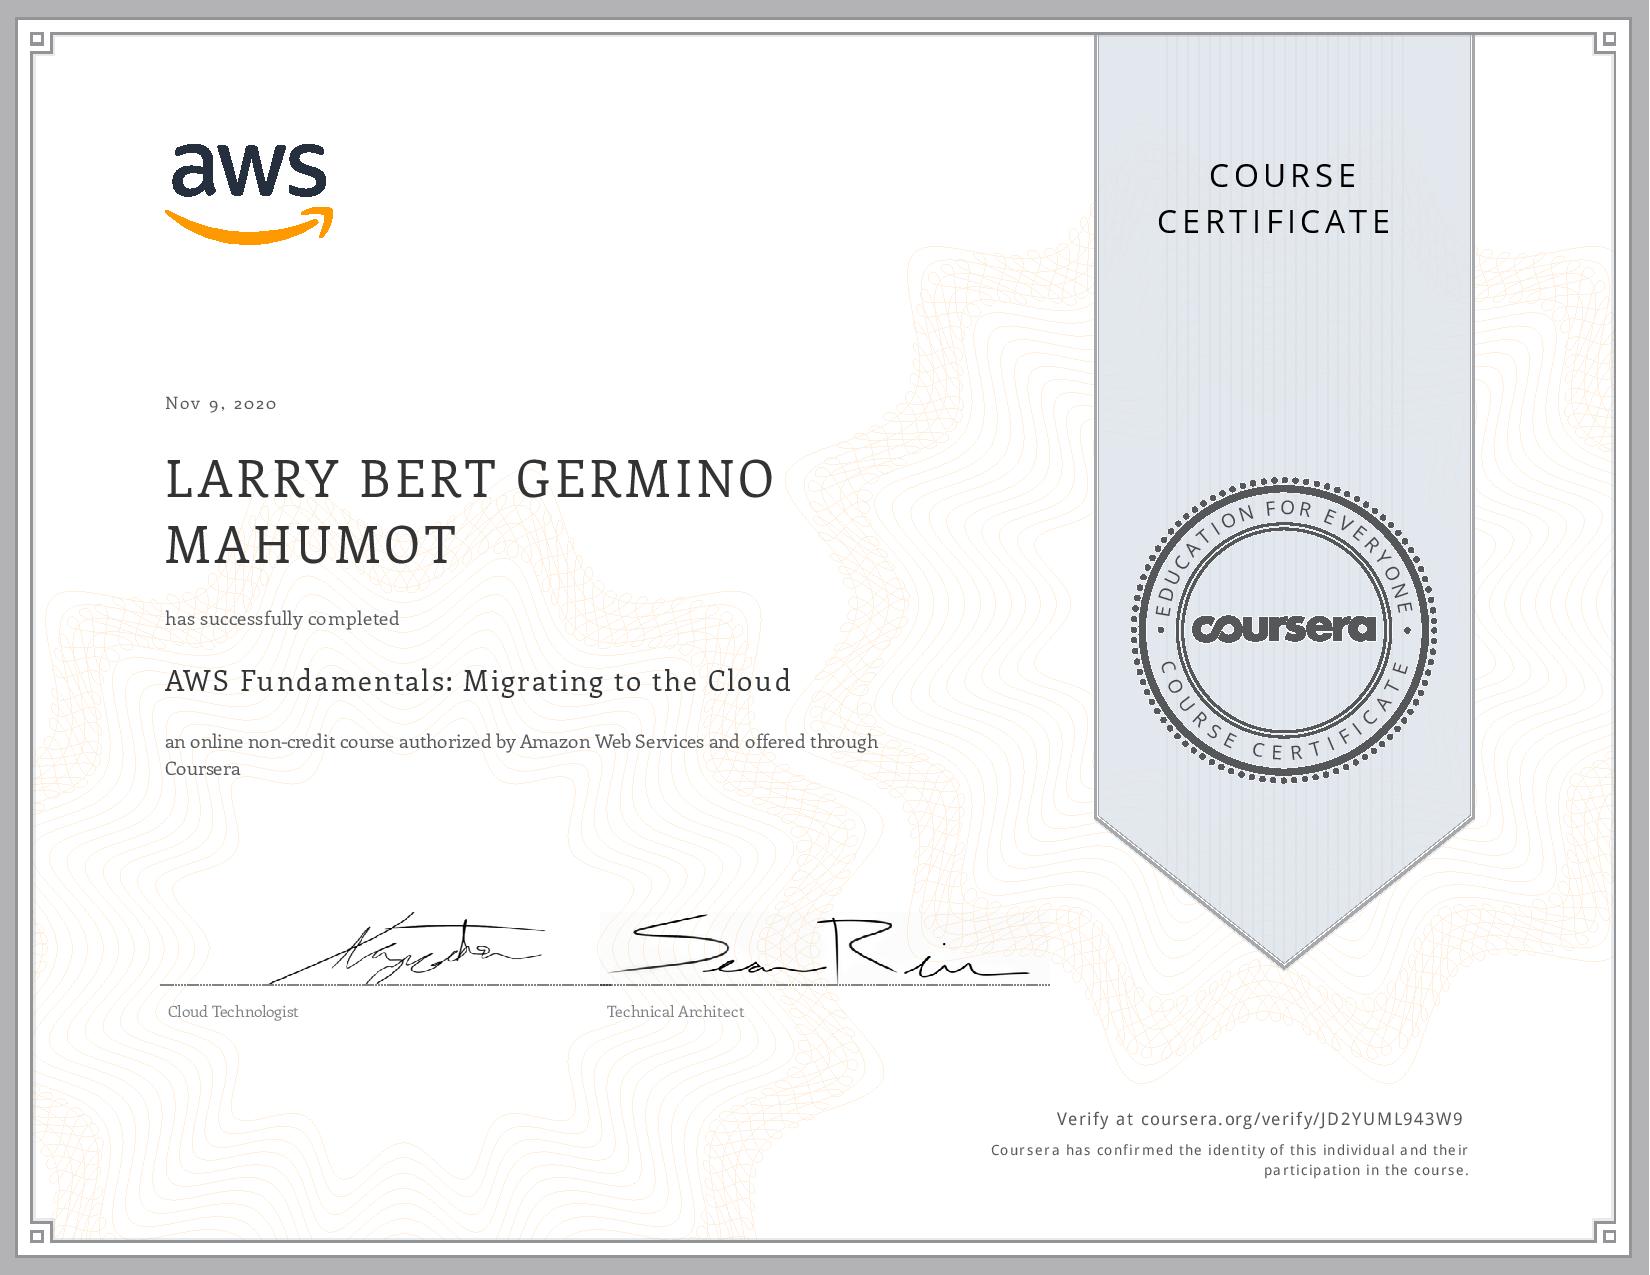 aws
COURSE
CERTIFICATE
Nov 9, 2020
LARRY BERT GERMINO
MAHUMOT
has successfully completed
AWS Fundamentals: Migrating to the Cloud
an online non-credit course authorized by Amazon Web Services and offered through
Coursera
EDUCATION FOR EVERYONE
coursera
COURSE CERTIFICATE
Cloud Technologist
Technical Architect
Verify at coursera.org/verify/JD2YUML943W9
Coursera has confirmed the identity of this individual and their
participation in the course.